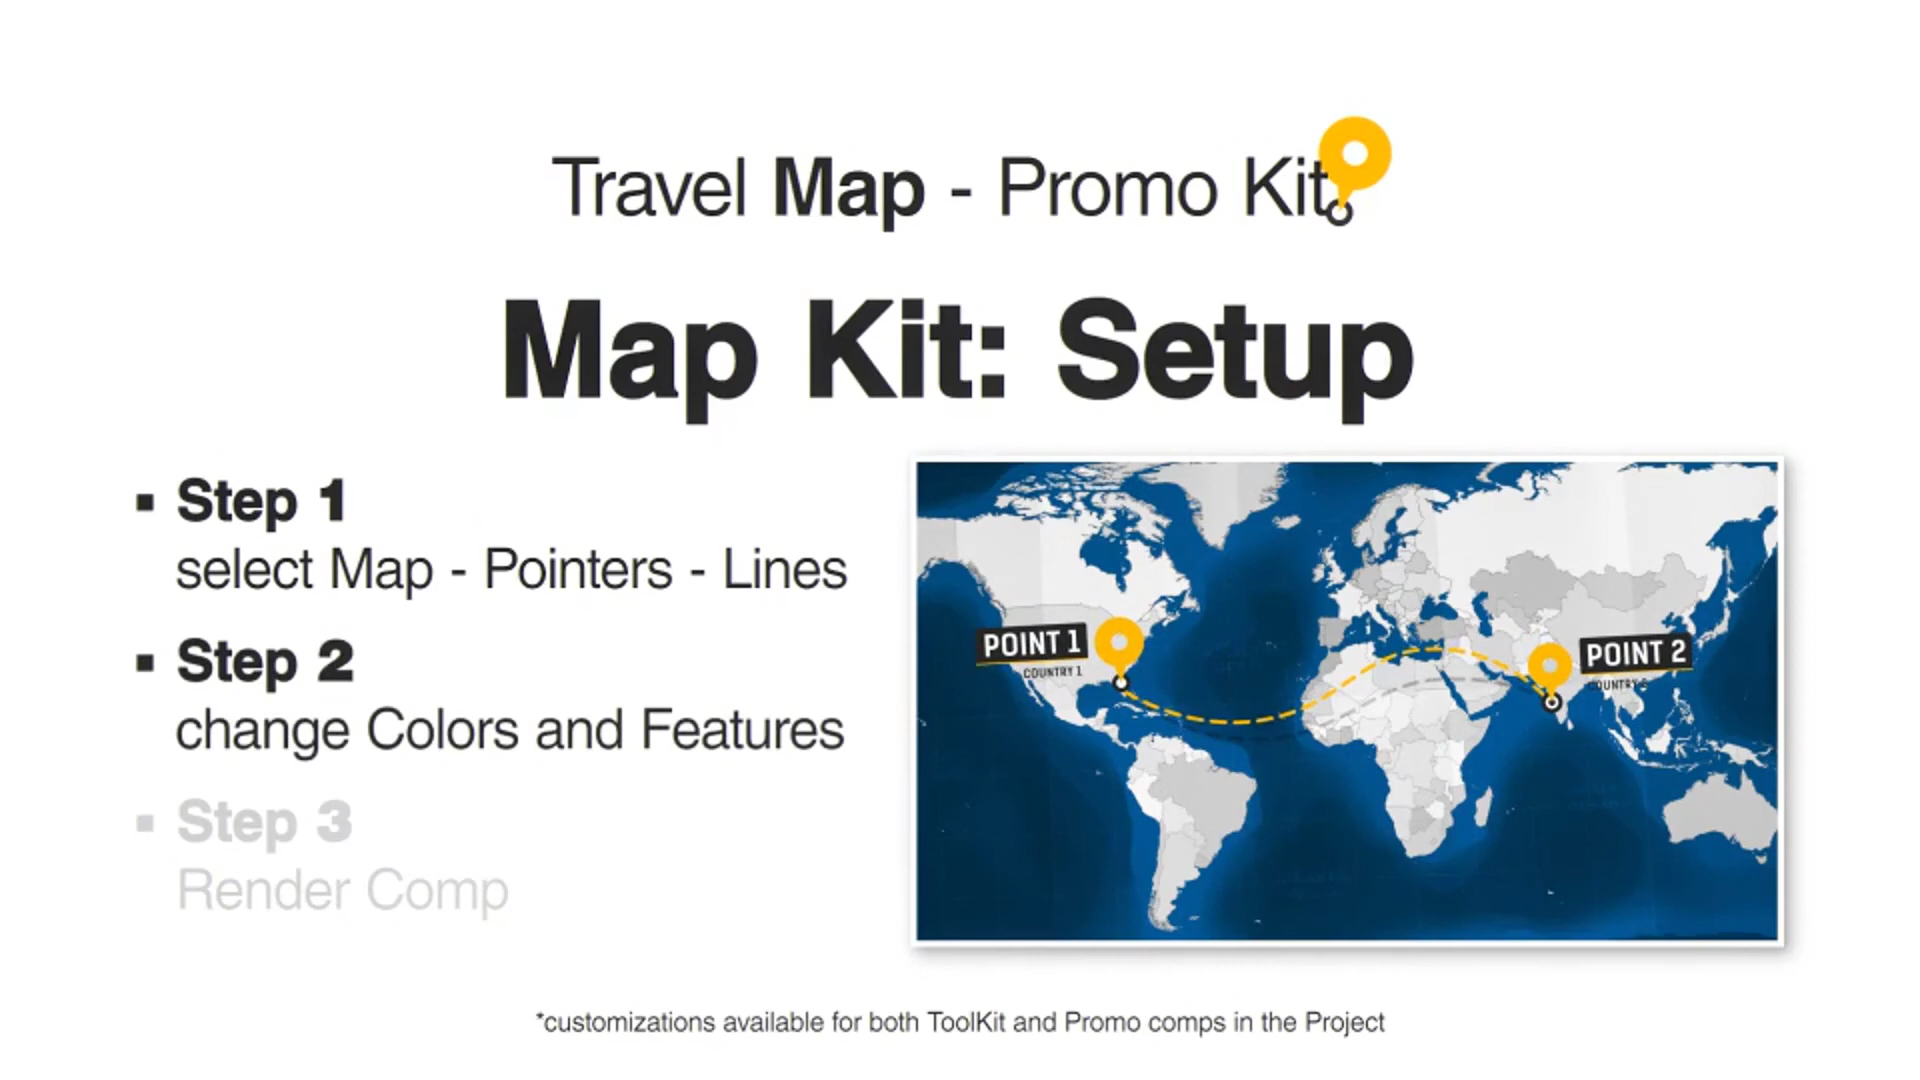 Travel Map - Promo Kit
Map Kit: Setup
▪ Step 1
select Map - Pointers - Lines
▪ Step 2
change Colors and Features
▪ Step 3
Render Comp
POINT 1
COUNTRY 1
POINT 2
COUNTRY 2
*customizations available for both ToolKit and Promo comps in the Project